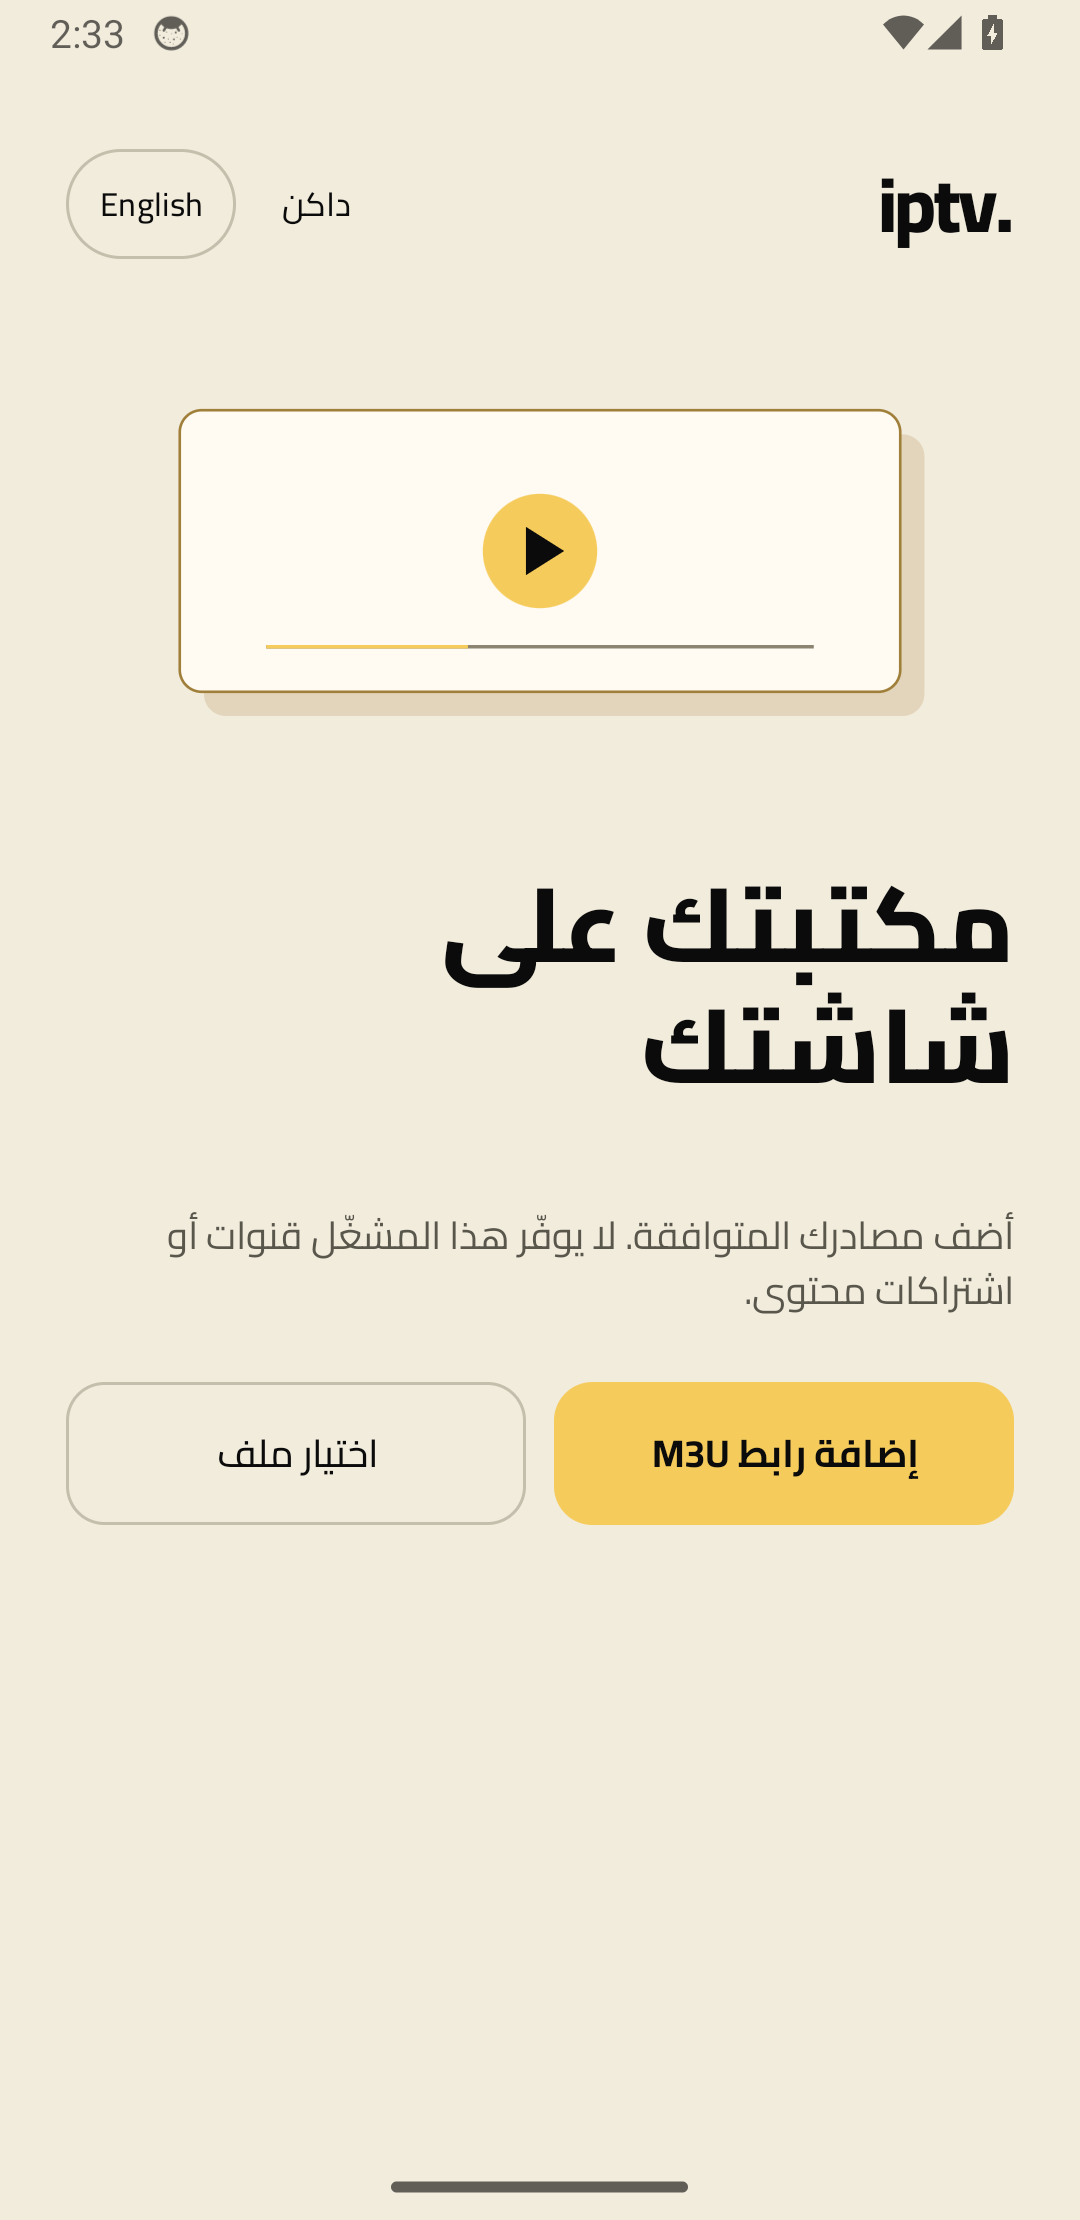 2:33
iptv.
داكن
English
مكتبتك على
شاشتك
أضف مصادرك المتوافقة. لا يوفّر هذا المشغّل قنوات أو
اشتراكات محتوى.
إضافة رابط M3U
اختيار ملف